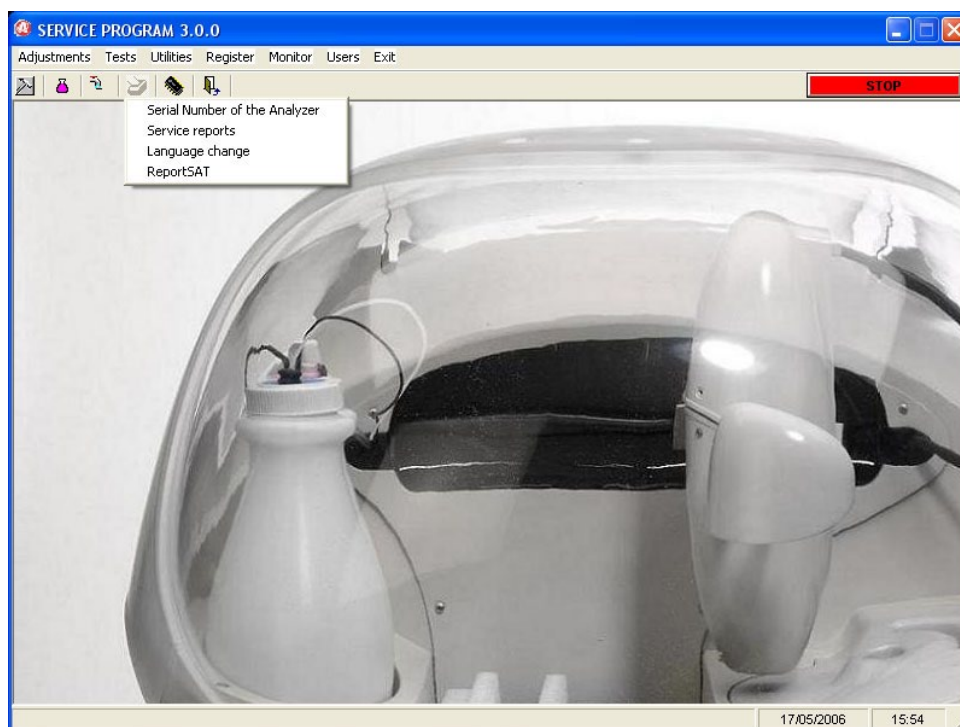 SERVICE PROGRAM 3.0.0
Adjustments Tests Utilities Register Monitor Users Exit
STOP
Serial Number of the Analyzer
Service reports
Language change
ReportSAT
17/05/2006 15:54